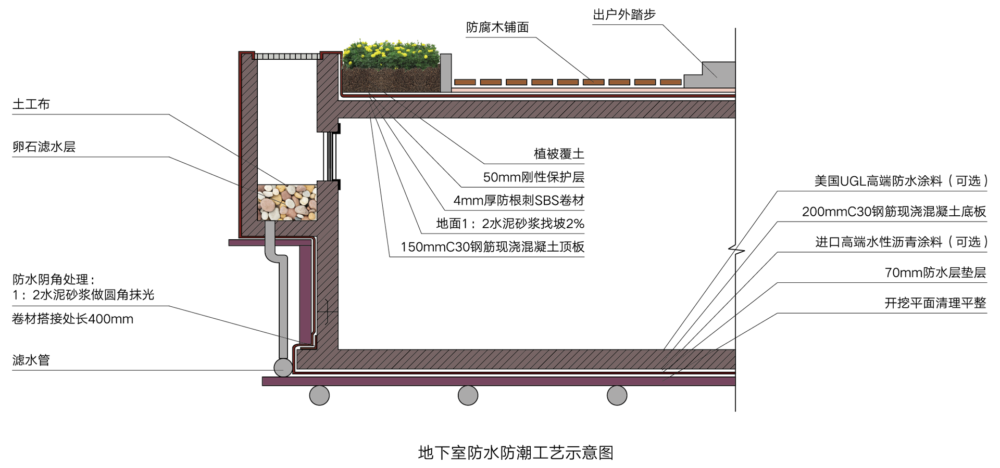 出户外踏步
防腐木铺面
土工布
卵石滤水层
植被覆土
50mm刚性保护层
4mm厚防根刺SBS卷材
地面1：2水泥砂浆找坡2%
150mmC30钢筋现浇混凝土顶板
美国UGL高端防水涂料（可选）
200mmC30钢筋现浇混凝土底板
进口高端水性沥青涂料（可选）
70mm防水层垫层
开挖平面清理平整
防水阴角处理：
1：2水泥砂浆做圆角抹光
卷材搭接处长400mm
滤水管
地下室防水防潮工艺示意图